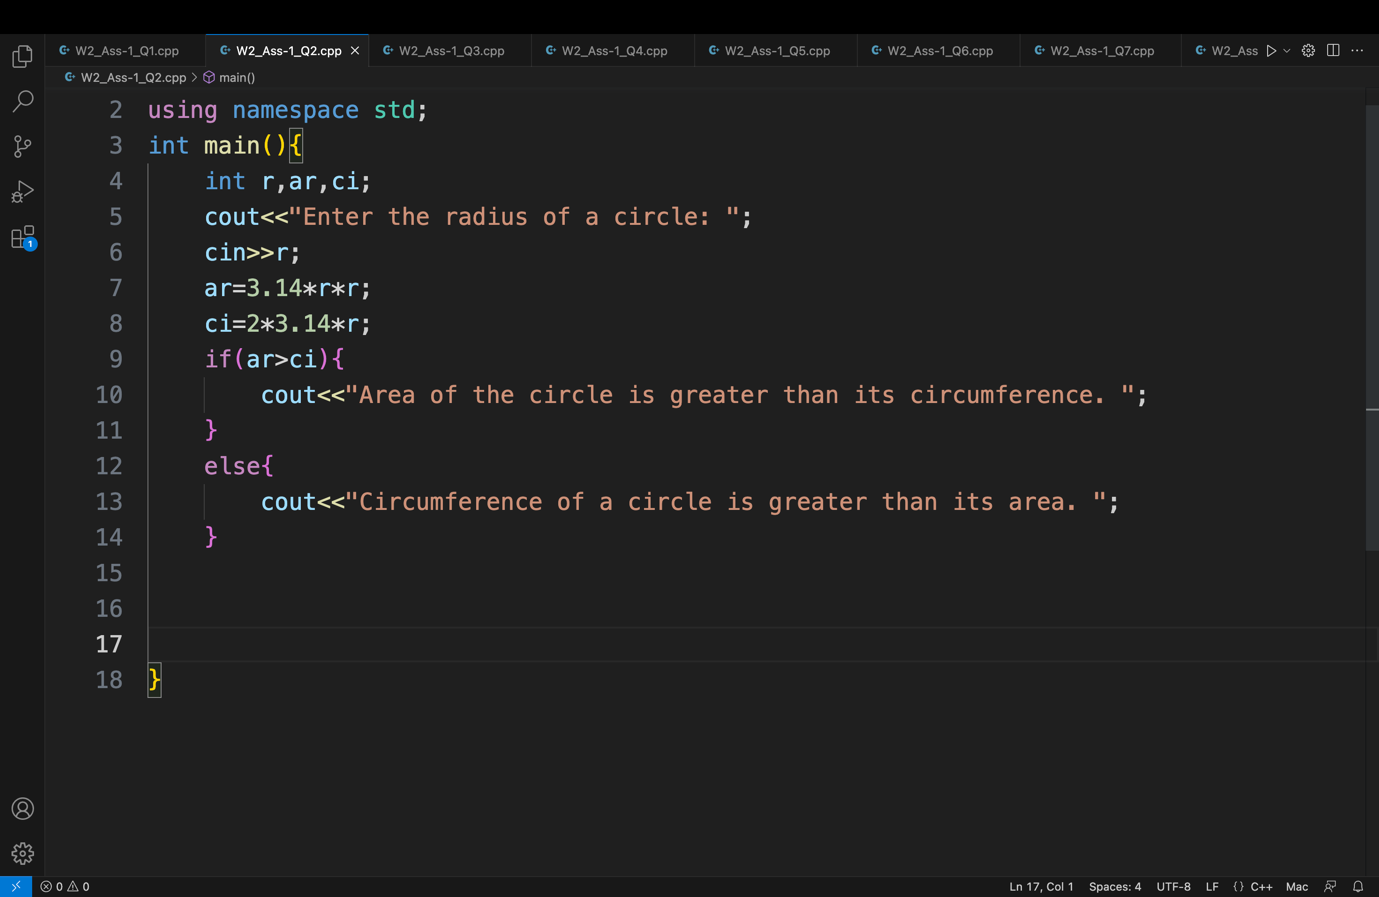 W2_Ass-1_Q1.cpp W2_Ass-1_Q2.cpp W2_Ass-1_Q3.cpp W2_Ass-1_Q4.cpp W2_Ass-1_Q5.cpp W2_Ass-1_Q6.cpp W2_Ass-1_Q7.cpp W2_Ass
W2_Ass-1_Q2.cpp > main()
2 using namespace std;
3 int main(){
4 int r,ar,ci;
5 cout<<"Enter the radius of a circle: ";
6 cin>>r;
7 ar=3.14*r*r;
8 ci=2*3.14*r;
9 if(ar>ci){
10 cout<<"Area of the circle is greater than its circumference. ";
11 }
12 else{
13 cout<<"Circumference of a circle is greater than its area. ";
14 }
15
16
17
18 }
1
0 0 Ln 17, Col 1 Spaces: 4 UTF-8 LF {} C++ Mac